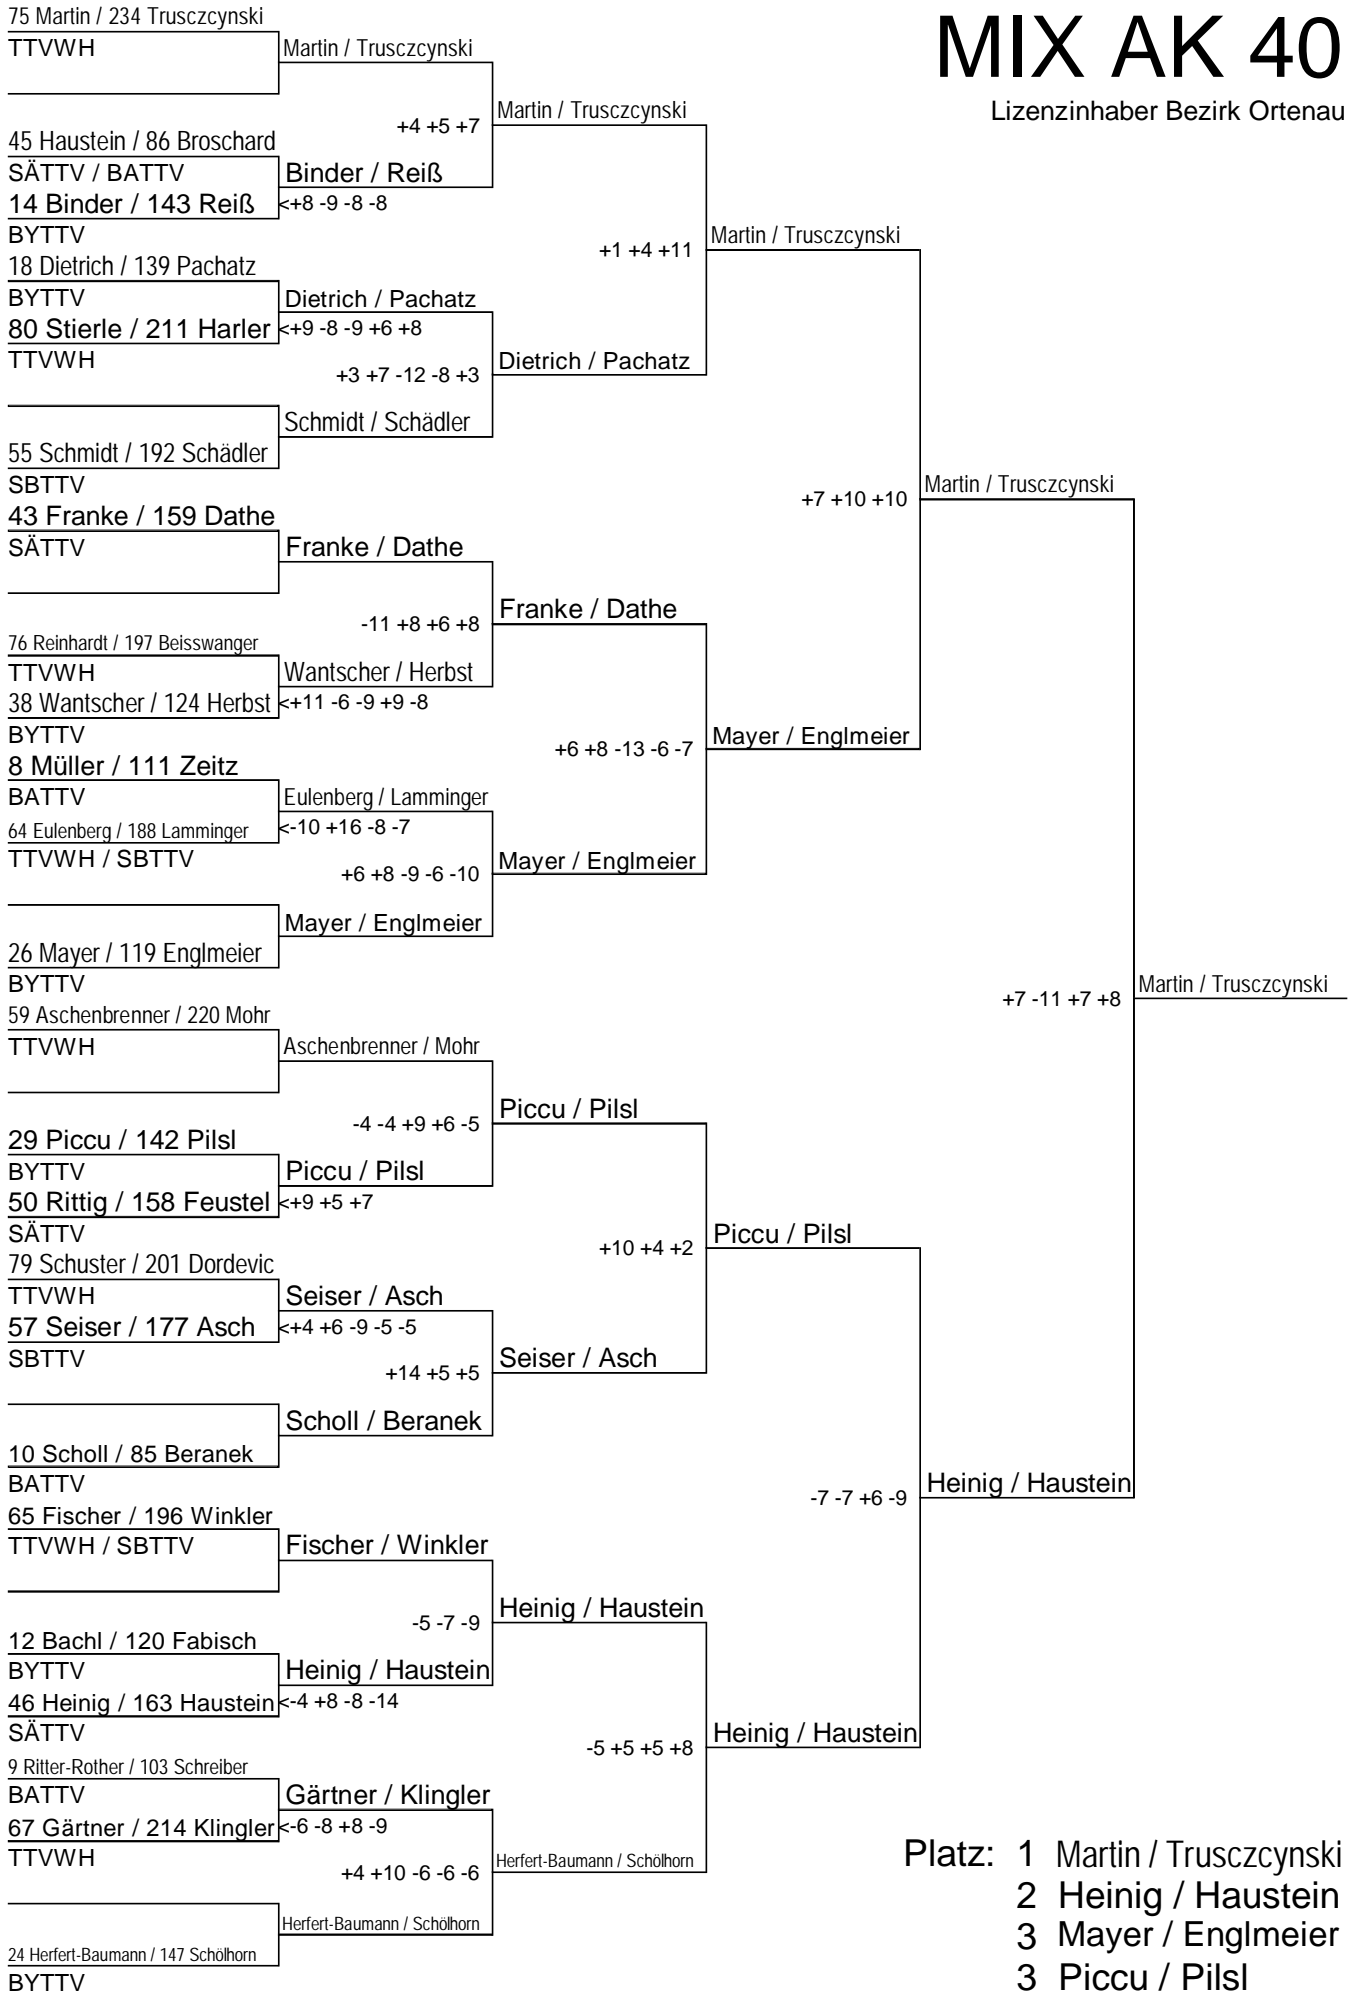 MIX AK 40
Lizenzinhaber Bezirk Ortenau
75 Martin / 234 Trusczcynski
TTVWH
45 Haustein / 86 Broschard
SÄTTV / BATTV
14 Binder / 143 Reiß
BYTTV
18 Dietrich / 139 Pachatz
BYTTV
80 Stierle / 211 Harler
TTVWH
55 Schmidt / 192 Schädler
SBTTV
43 Franke / 159 Dathe
SÄTTV
76 Reinhardt / 197 Beisswanger
TTVWH
38 Wantscher / 124 Herbst
BYTTV
8 Müller / 111 Zeitz
BATTV
64 Eulenberg / 188 Lamminger
TTVWH / SBTTV
26 Mayer / 119 Englmeier
BYTTV
59 Aschenbrenner / 220 Mohr
TTVWH
29 Piccu / 142 Pilsl
BYTTV
50 Rittig / 158 Feustel
SÄTTV
79 Schuster / 201 Dordevic
TTVWH
57 Seiser / 177 Asch
SBTTV
10 Scholl / 85 Beranek
BATTV
65 Fischer / 196 Winkler
TTVWH / SBTTV
12 Bachl / 120 Fabisch
BYTTV
46 Heinig / 163 Haustein
SÄTTV
9 Ritter-Rother / 103 Schreiber
BATTV
67 Gärtner / 214 Klingler
TTVWH
24 Herfert-Baumann / 147 Schölhorn
BYTTV
Martin / Trusczcynski
Binder / Reiß
<+8 -9 -8 -8
Dietrich / Pachatz
<+9 -8 -9 +6 +8
Schmidt / Schädler
Franke / Dathe
Wantscher / Herbst
<+11 -6 -9 +9 -8
Eulenberg / Lamminger
<-10 +16 -8 -7
Mayer / Englmeier
Aschenbrenner / Mohr
Piccu / Pilsl
<+9 +5 +7
Seiser / Asch
<+4 +6 -9 -5 -5
Scholl / Beranek
Fischer / Winkler
Heinig / Haustein
<-4 +8 -8 -14
Gärtner / Klingler
<-6 -8 +8 -9
Herfert-Baumann / Schölhorn
+4 +5 +7
Martin / Trusczcynski
+3 +7 -12 -8 +3
Dietrich / Pachatz
-11 +8 +6 +8
Franke / Dathe
+6 +8 -9 -6 -10
Mayer / Englmeier
-4 -4 +9 +6 -5
Piccu / Pilsl
+14 +5 +5
Seiser / Asch
-5 -7 -9
Heinig / Haustein
+4 +10 -6 -6 -6
Herfert-Baumann / Schölhorn
+1 +4 +11
Martin / Trusczcynski
+6 +8 -13 -6 -7
Mayer / Englmeier
+10 +4 +2
Piccu / Pilsl
-5 +5 +5 +8
Heinig / Haustein
+7 +10 +10
Martin / Trusczcynski
-7 -7 +6 -9
Heinig / Haustein
+7 -11 +7 +8
Martin / Trusczcynski
Platz: 1 Martin / Trusczcynski
2 Heinig / Haustein
3 Mayer / Englmeier
3 Piccu / Pilsl